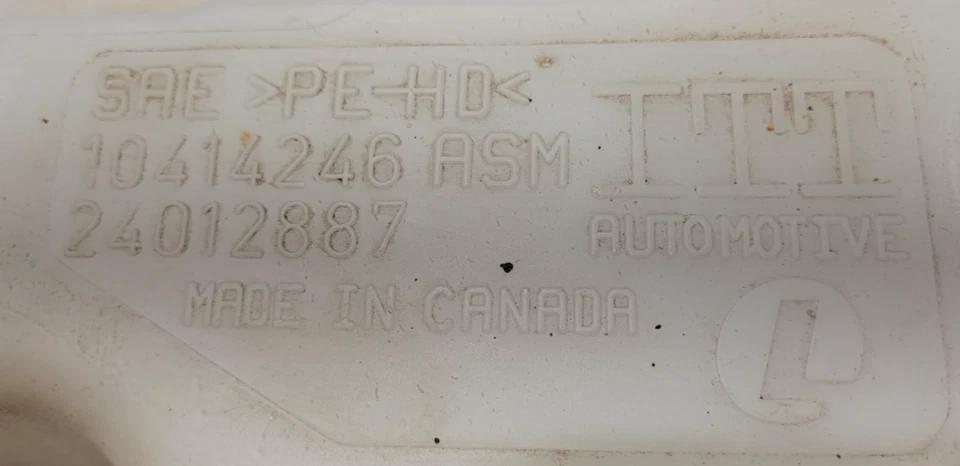 SAE >PE-HD<
10414246 ASM
24012887
MADE IN CANADA
ITT
AUTOMOTIVE